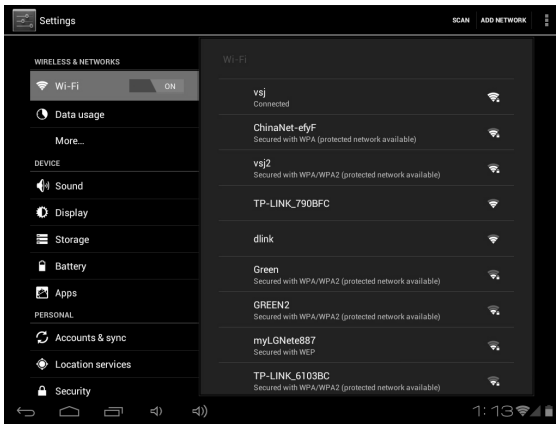 Settings
SCAN
ADD NETWORK
WIRELESS & NETWORKS
Wi-Fi
ON
Data usage
More...
DEVICE
Sound
Display
Storage
Battery
Apps
PERSONAL
Accounts & sync
Location services
Security
Wi-Fi
vsj
Connected
ChinaNet-efyF
Secured with WPA (protected network available)
vsj2
Secured with WPA/WPA2 (protected network available)
TP-LINK_790BFC
dlink
Green
Secured with WPA/WPA2 (protected network available)
GREEN2
Secured with WPA/WPA2 (protected network available)
myLGNete887
Secured with WEP
TP-LINK_6103BC
Secured with WPA/WPA2 (protected network available)
1:13